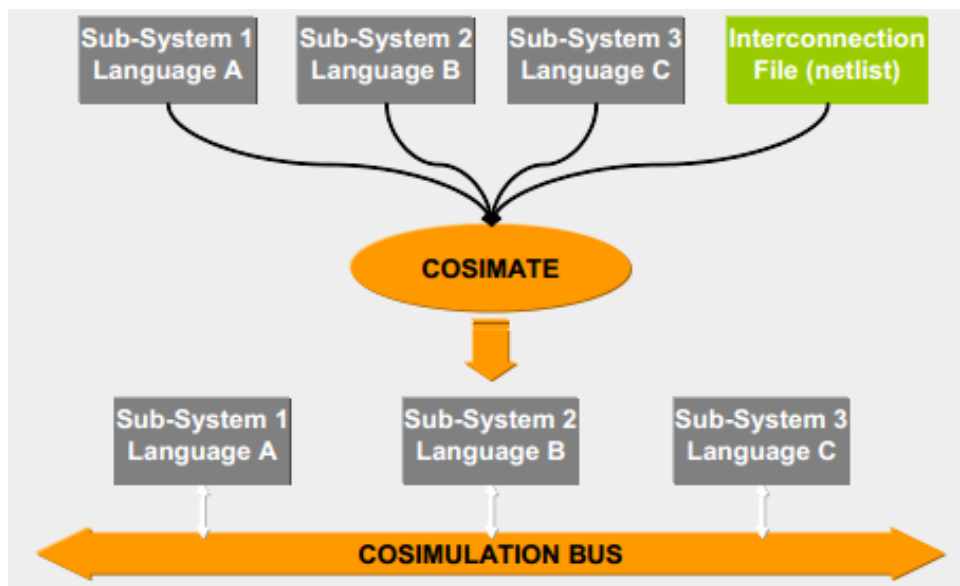 Sub-System 1
Language A
Sub-System 2
Language B
Sub-System 3
Language C
Interconnection
File (netlist)
COSIMATE
Sub-System 1
Language A
Sub-System 2
Language B
Sub-System 3
Language C
COSIMULATION BUS